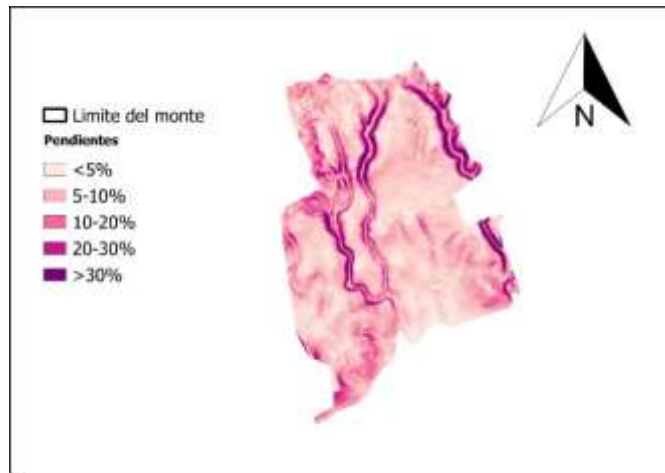 Limite del monte
Pendientes
<5%
5-10%
10-20%
20-30%
>30%
N